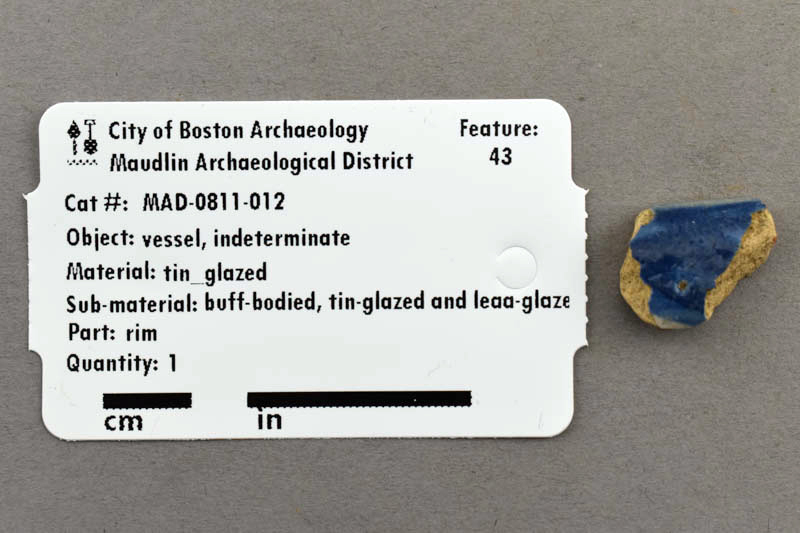 City of Boston Archaeology
Maudlin Archaeological District
Feature:
43
Cat #: MAD-0811-012
Object: vessel, indeterminate
Material: tin_glazed
Sub-material: buff-bodied, tin-glazed and leaa-glaze
Part: rim
Quantity: 1
cm in